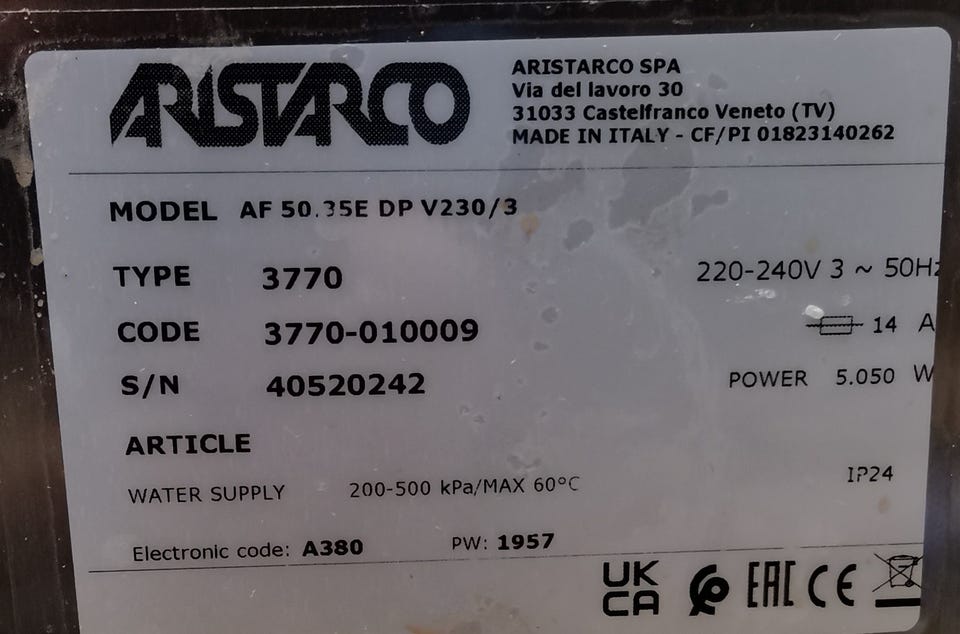 ARISTARCO
ARISTARCO SPA
Via del lavoro 30
31033 Castelfranco Veneto (TV)
MADE IN ITALY - CF/PI 01823140262
MODEL AF 50.35E DP V230/3
TYPE 3770 220-240V 3 ~ 50Hz
CODE 3770-010009 14 A
S/N 40520242 POWER 5.050 W
ARTICLE
WATER SUPPLY 200-500 kPa/MAX 60°C IP24
Electronic code: A380 PW: 1957
UK
CA EAC CE